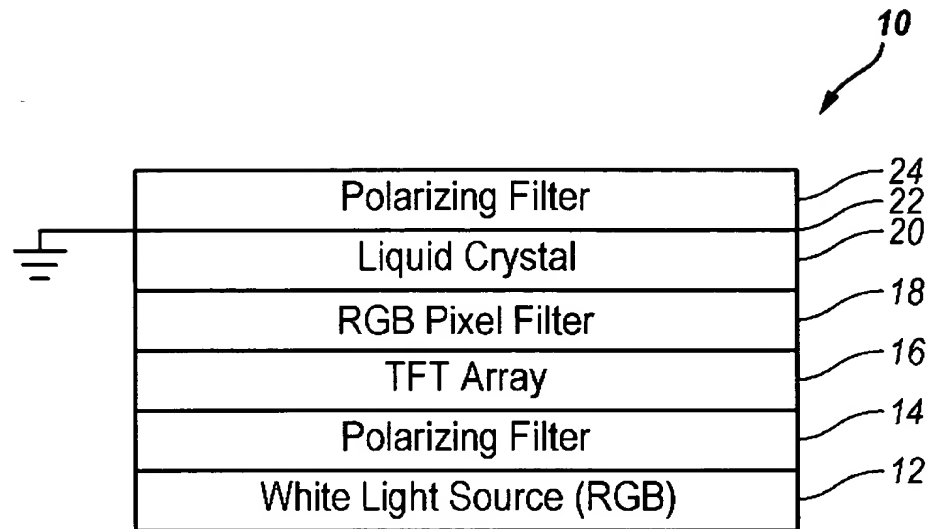 10
Polarizing Filter 24
22
Liquid Crystal 20
RGB Pixel Filter 18
TFT Array 16
Polarizing Filter 14
White Light Source (RGB) 12